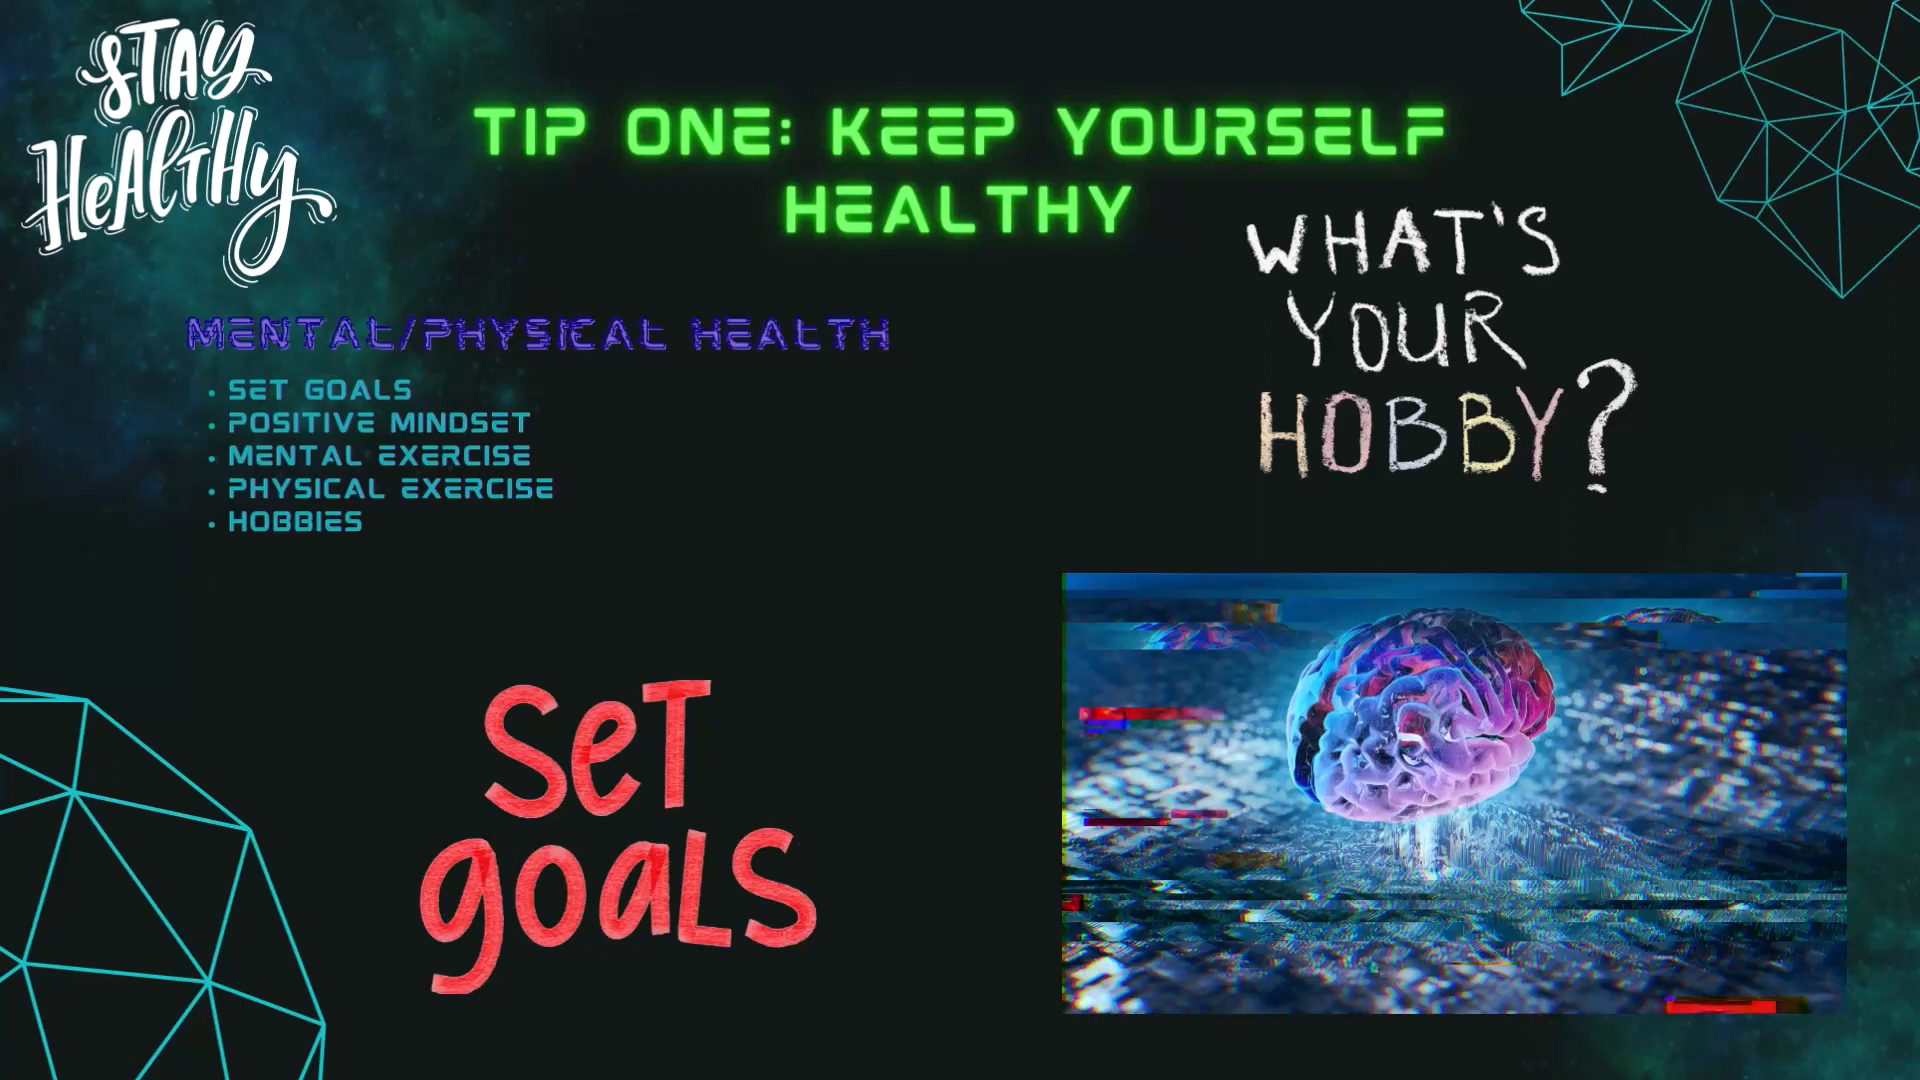 STAY
HeALTHy
TIP ONE: KEEP YOURSELF
HEALTHY
WHAT'S
YOUR
HOBBY?
MENTAL/PHYSICAL HEALTH
• SET GOALS
• POSITIVE MINDSET
• MENTAL EXERCISE
• PHYSICAL EXERCISE
• HOBBIES
SeT
goaLS